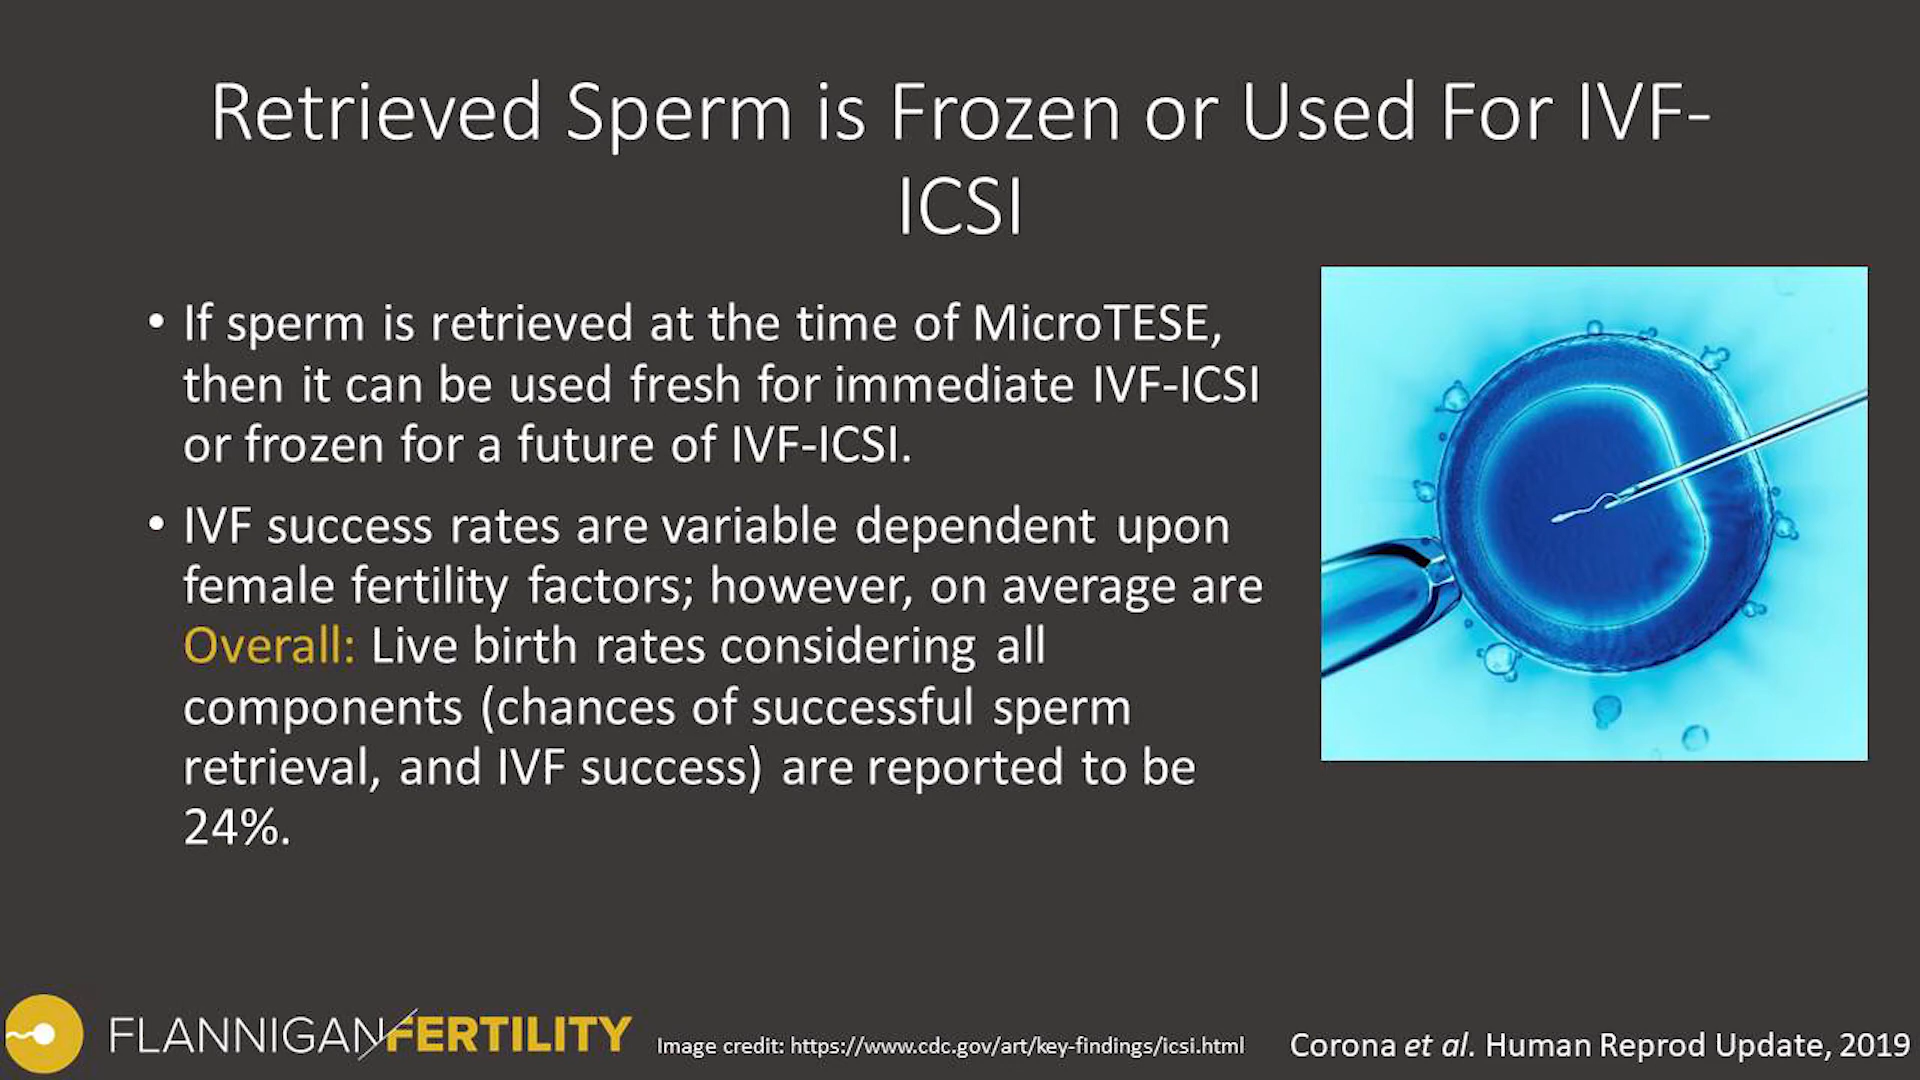 Retrieved Sperm is Frozen or Used For IVF-
ICSI
• If sperm is retrieved at the time of MicroTESE,
then it can be used fresh for immediate IVF-ICSI
or frozen for a future of IVF-ICSI.
• IVF success rates are variable dependent upon
female fertility factors; however, on average are
Overall: Live birth rates considering all
components (chances of successful sperm
retrieval, and IVF success) are reported to be
24%.
FLANNIGAN FERTILITY
Image credit: https://www.cdc.gov/art/key-findings/icsi.html
Corona et al. Human Reprod Update, 2019